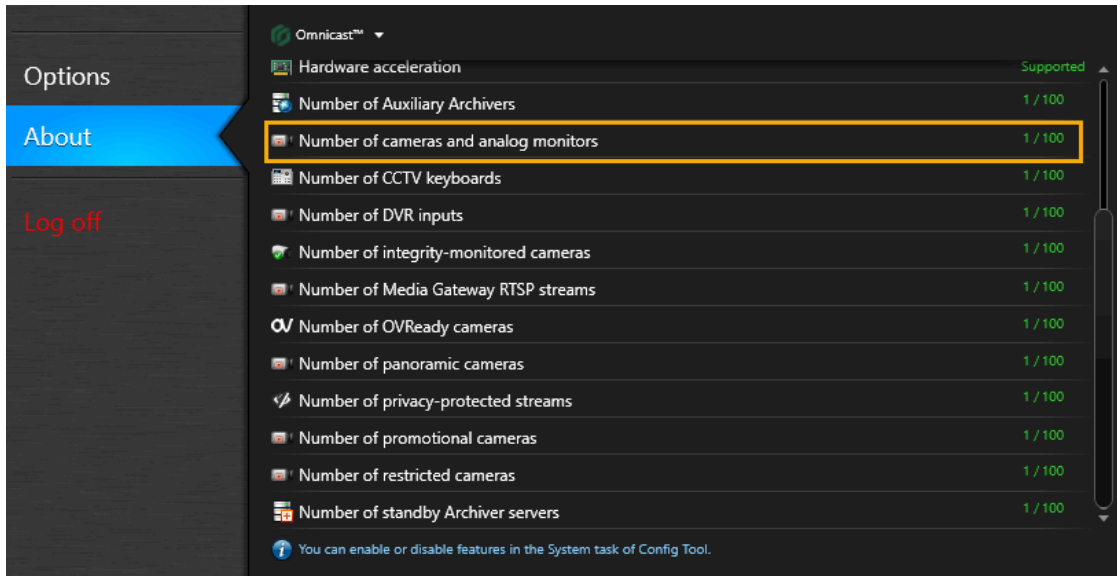 Omnicast™
Options
About
Log off
Hardware acceleration Supported
Number of Auxiliary Archivers 1 / 100
Number of cameras and analog monitors 1 / 100
Number of CCTV keyboards 1 / 100
Number of DVR inputs 1 / 100
Number of integrity-monitored cameras 1 / 100
Number of Media Gateway RTSP streams 1 / 100
OV Number of OVReady cameras 1 / 100
Number of panoramic cameras 1 / 100
Number of privacy-protected streams 1 / 100
Number of promotional cameras 1 / 100
Number of restricted cameras 1 / 100
Number of standby Archiver servers 1 / 100
You can enable or disable features in the System task of Config Tool.